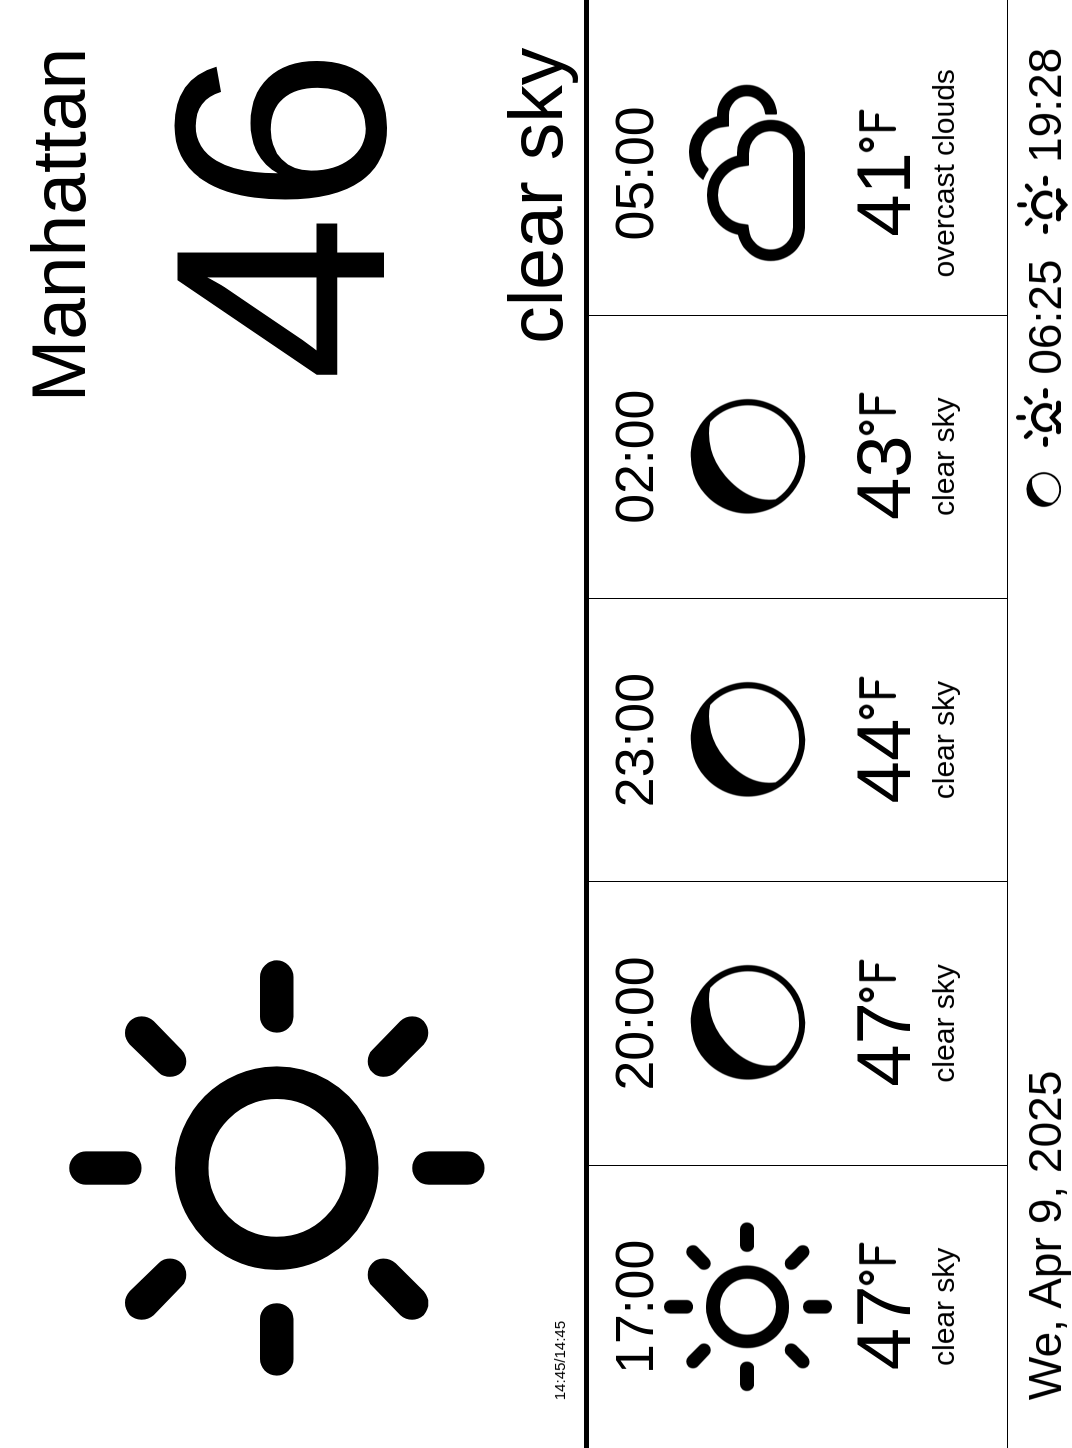 Manhattan
46
clear sky
14:45/14:45
17:00 20:00 23:00 02:00 05:00
47°F 47°F 44°F 43°F 41°F
clear sky clear sky clear sky clear sky overcast clouds
We, Apr 9, 2025 06:25 19:28